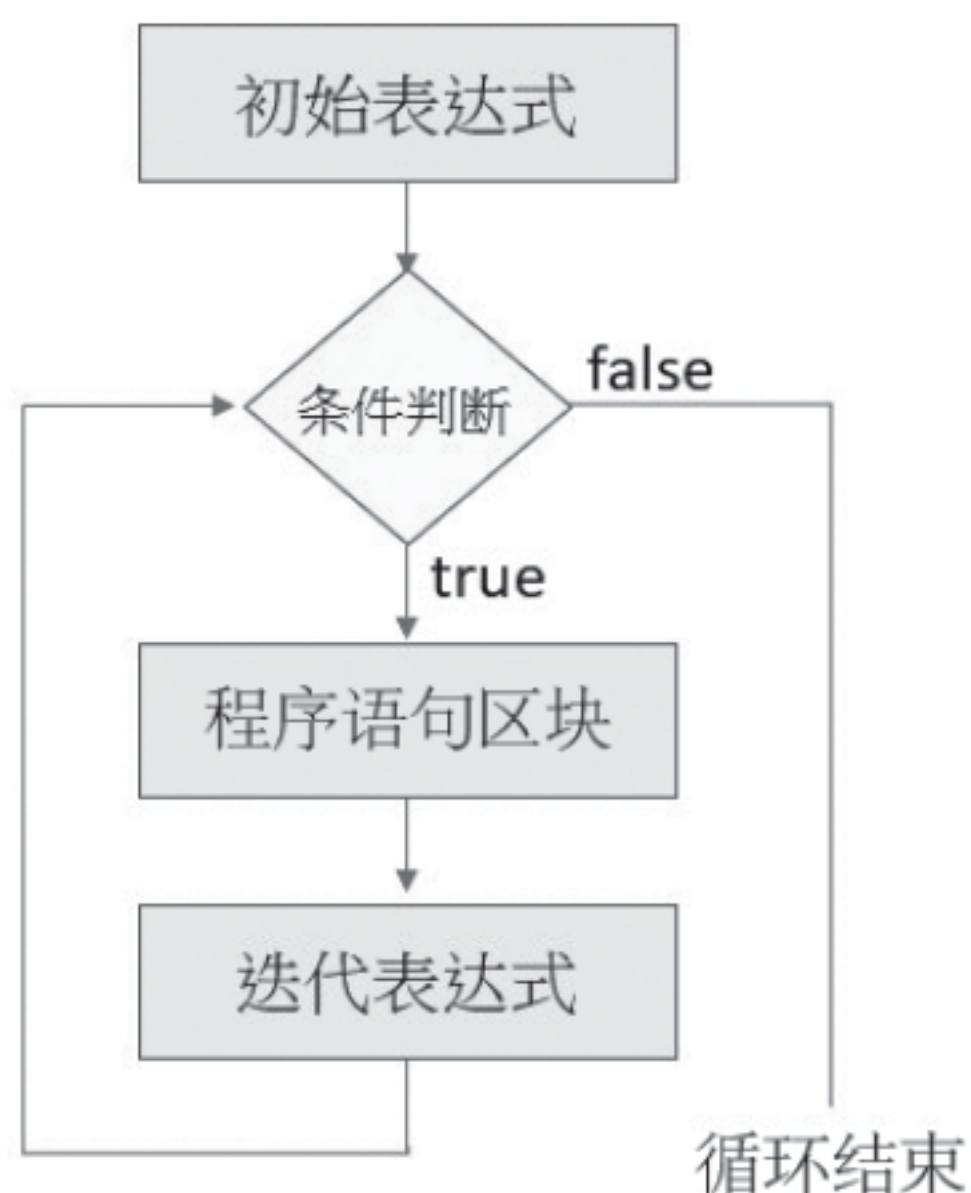 初始表达式
条件判断
false
true
程序语句区块
迭代表达式
循环结束